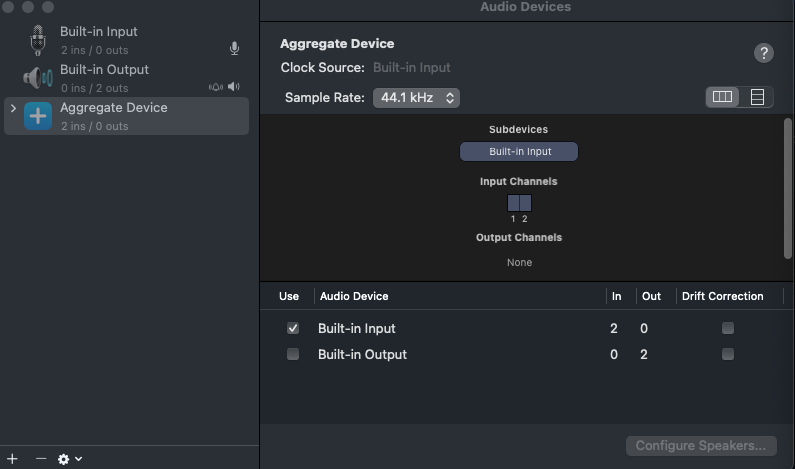 Audio Devices
Built-in Input
2 ins / 0 outs
Built-in Output
0 ins / 2 outs
Aggregate Device
2 ins / 0 outs
Aggregate Device
?
Clock Source: Built-in Input
Sample Rate: 44.1 kHz
Subdevices
Built-in Input
Input Channels
1 2
Output Channels
None
Use Audio Device In Out Drift Correction
Built-in Input 2 0
Built-in Output 0 2
Configure Speakers...